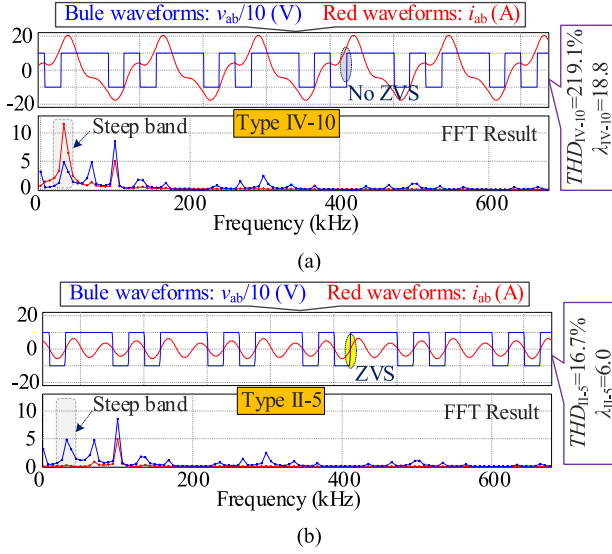 Bule waveforms: vab/10 (V) Red waveforms: iab (A)
20
0
-20
No ZVS
10
5
0
Steep band
Type IV-10
FFT Result
0 200 400 600
Frequency (kHz)
THDIV-10=219.1%
λIV-10=18.8
(a)
Bule waveforms: vab/10 (V) Red waveforms: iab (A)
20
0
-20
ZVS
10
5
0
Steep band
Type II-5
FFT Result
0 200 400 600
Frequency (kHz)
THDII-5=16.7%
λII-5=6.0
(b)